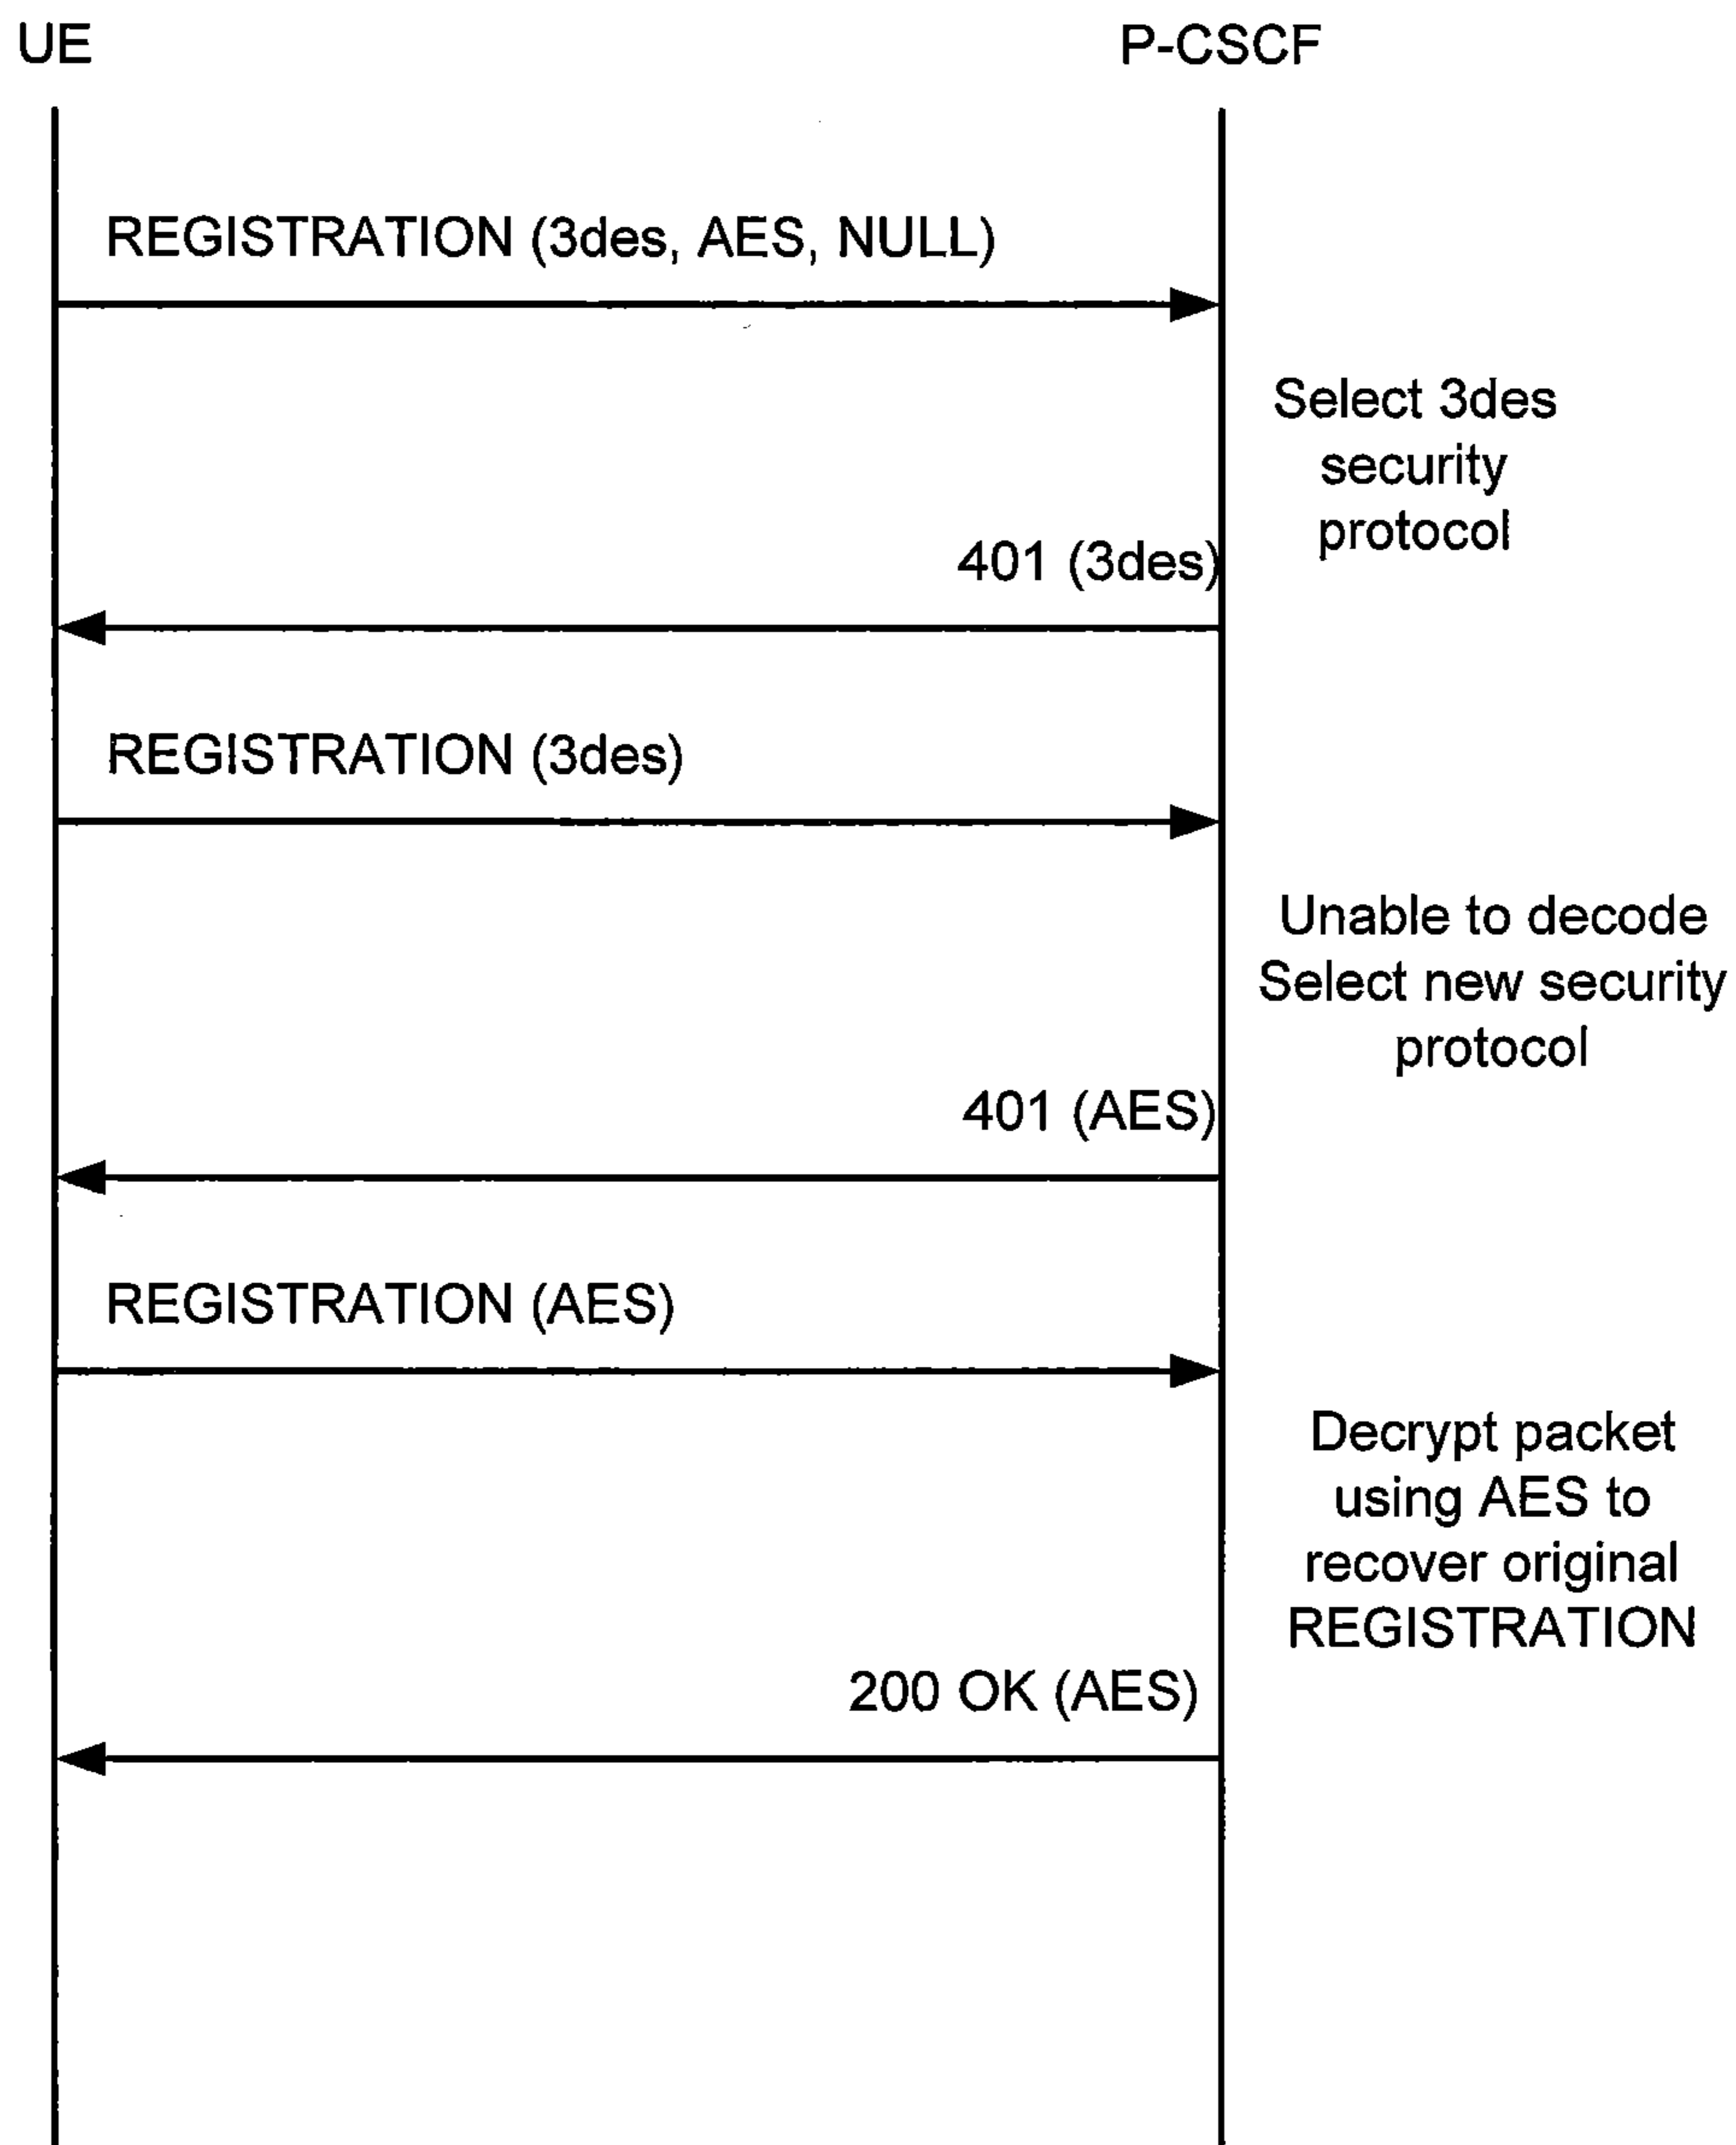 UE
P-CSCF
REGISTRATION (3des, AES, NULL)
Select 3des
security
protocol
401 (3des)
REGISTRATION (3des)
Unable to decode
Select new security
protocol
401 (AES)
REGISTRATION (AES)
Decrypt packet
using AES to
recover original
REGISTRATION
200 OK (AES)